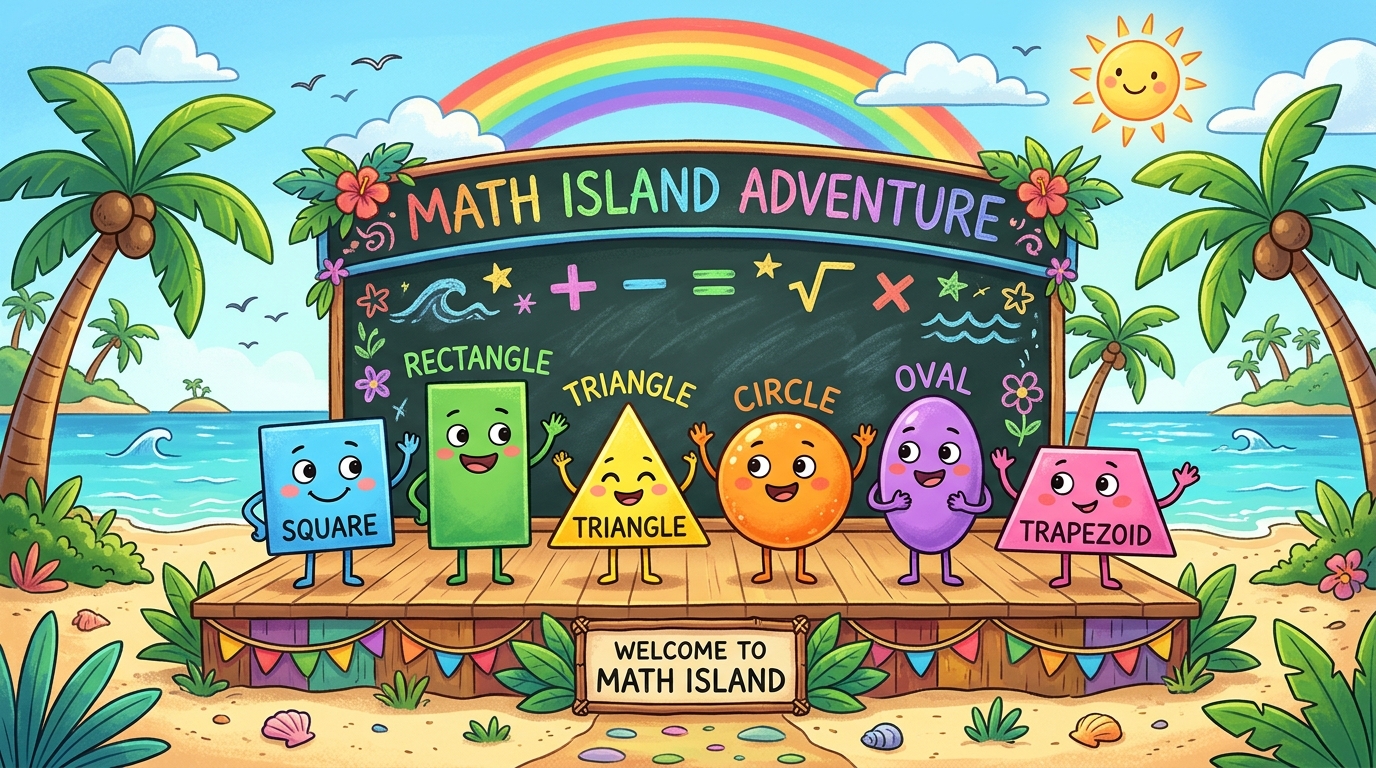 MATH ISLAND ADVENTURE
+ − = √ ×
RECTANGLE
TRIANGLE
CIRCLE
OVAL
SQUARE
TRIANGLE
TRAPEZOID
WELCOME TO
MATH ISLAND